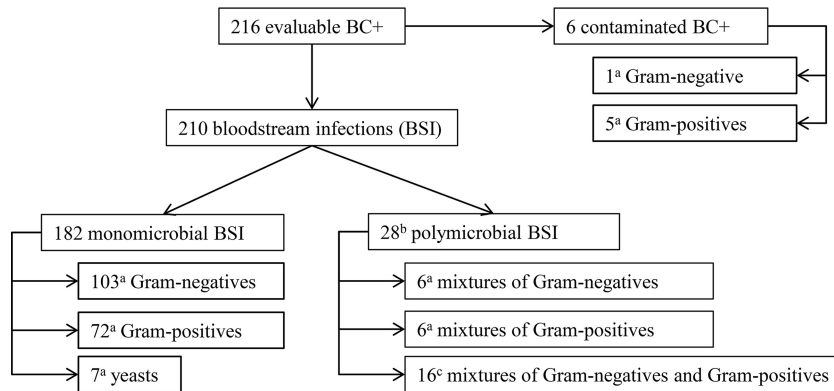 216 evaluable BC+
6 contaminated BC+
1ᵃ Gram-negative
5ᵃ Gram-positives
210 bloodstream infections (BSI)
182 monomicrobial BSI
103ᵃ Gram-negatives
72ᵃ Gram-positives
7ᵃ yeasts
28ᵇ polymicrobial BSI
6ᵃ mixtures of Gram-negatives
6ᵃ mixtures of Gram-positives
16ᶜ mixtures of Gram-negatives and Gram-positives